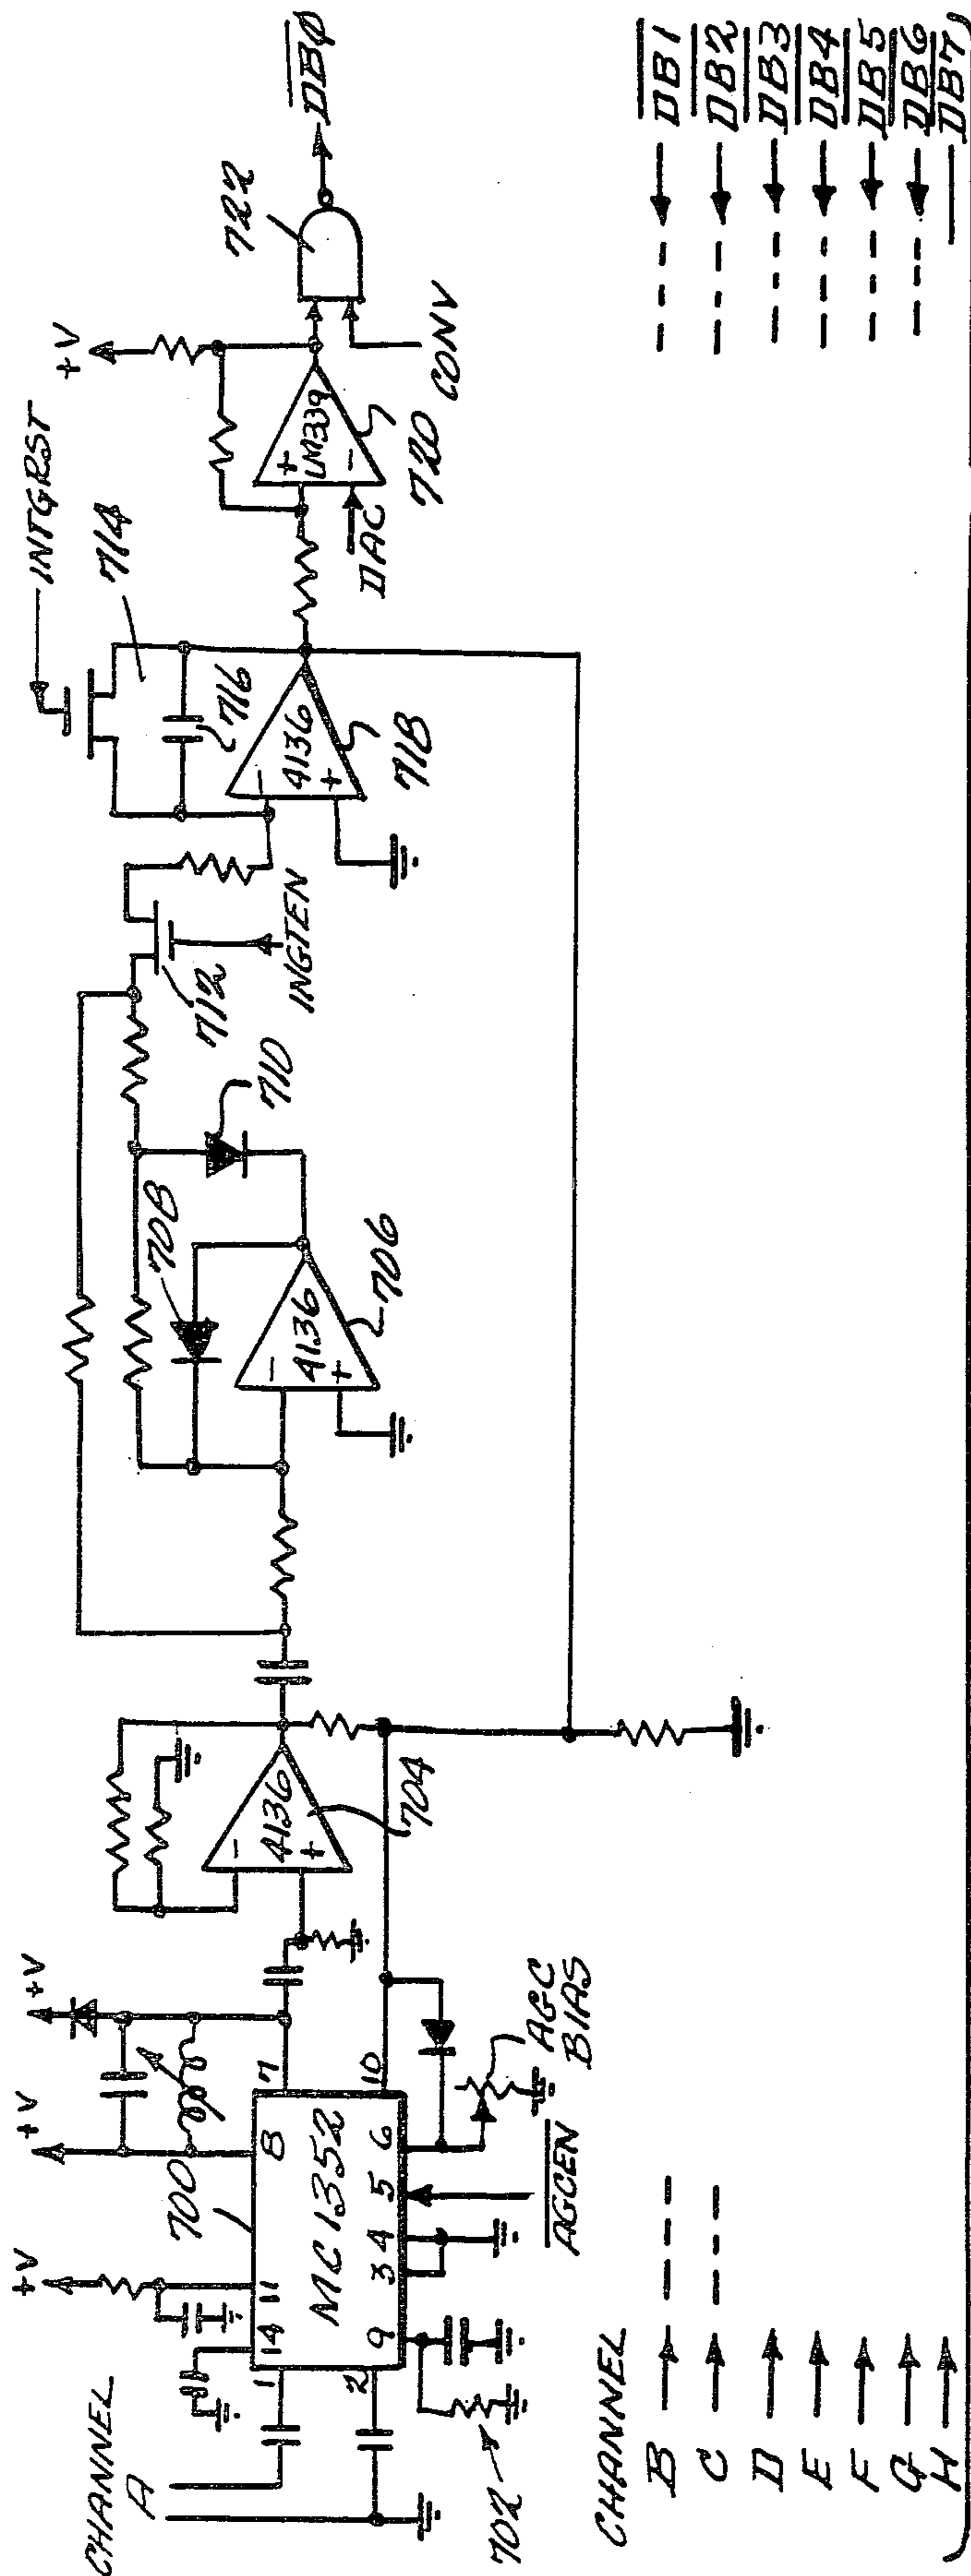 CHANNEL
A
+V
+V
+V
700
14
11
8
7
1
2
MC1352
9
3
4
5
6
10
702
AGCEN
AGC
BIAS
4136
704
4136
706
708
710
712
INGTEN
INTGRST
714
716
4136
718
+V
LM339
DAC
720
CONV
722
DBΦ
CHANNEL
B
DB1
C
DB2
D
DB3
E
DB4
F
DB5
G
DB6
H
DB7